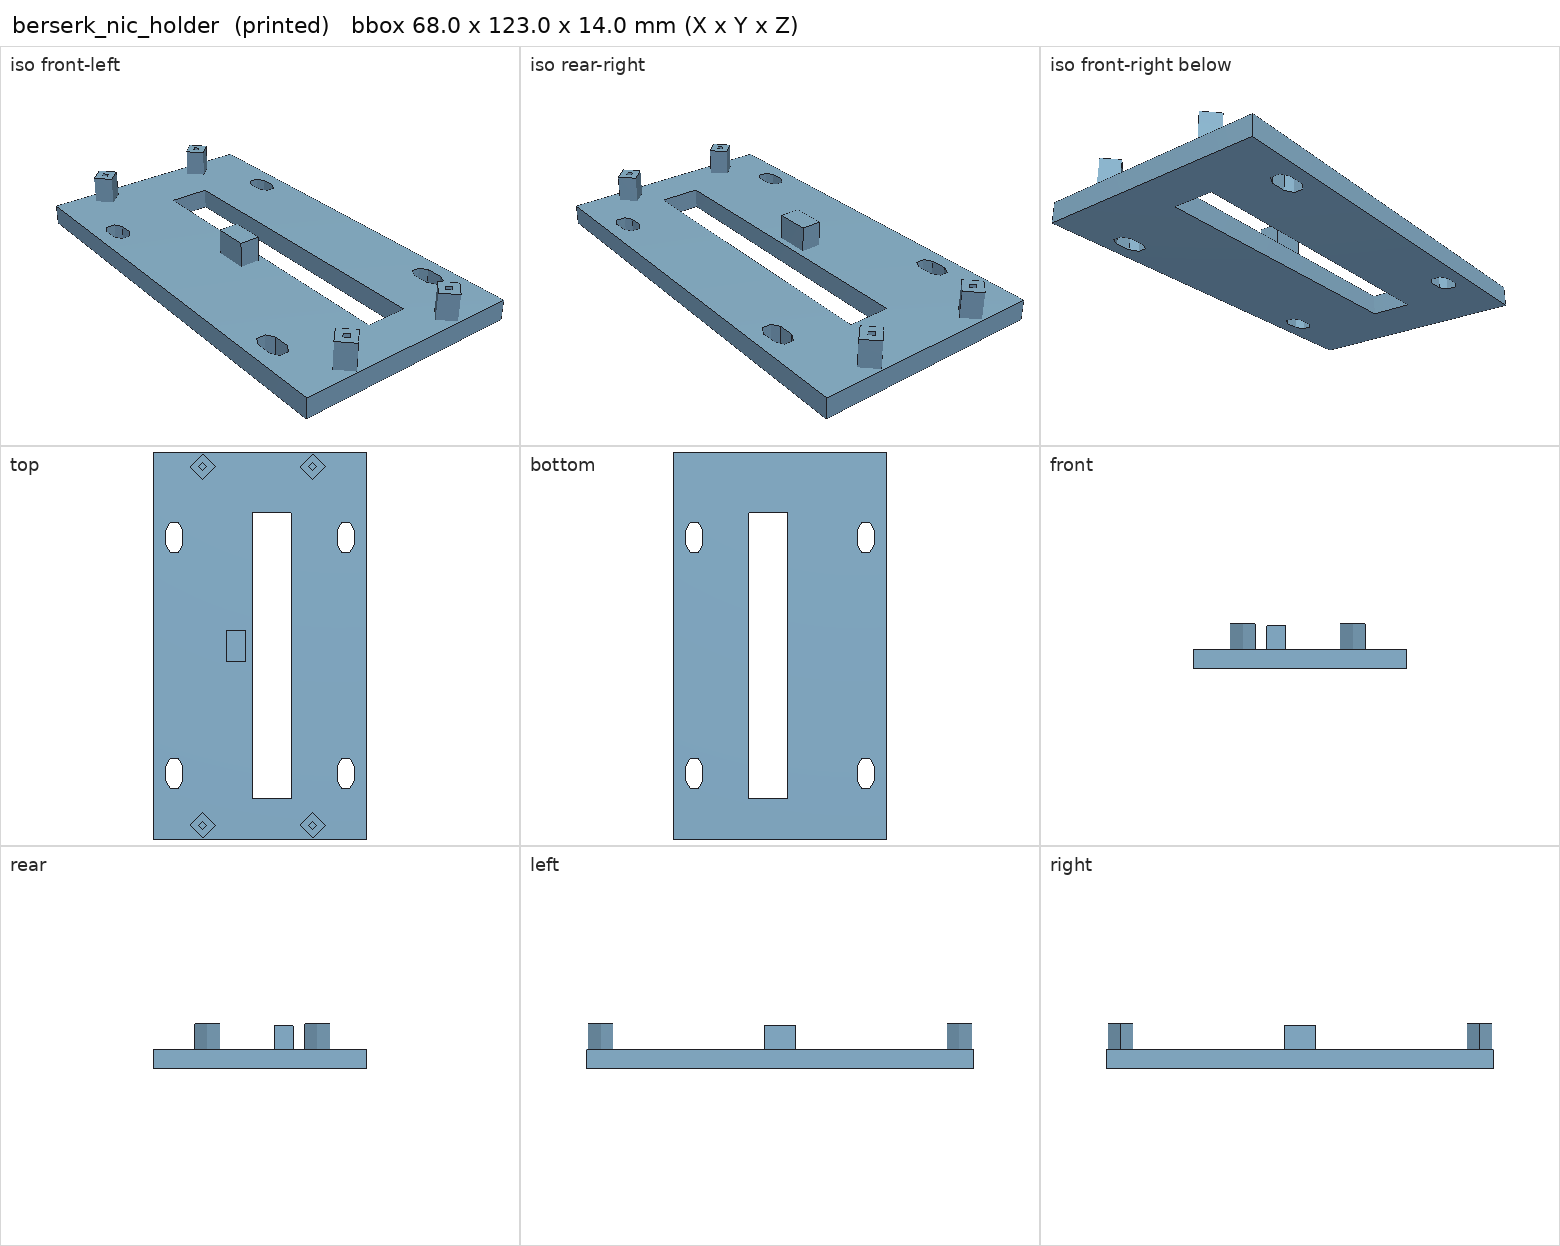 berserk_nic_holder  (printed)   bbox 68.0 x 123.0 x 14.0 mm (X x Y x Z)
iso front-left
iso rear-right
iso front-right below
top
bottom
front
rear
left
right